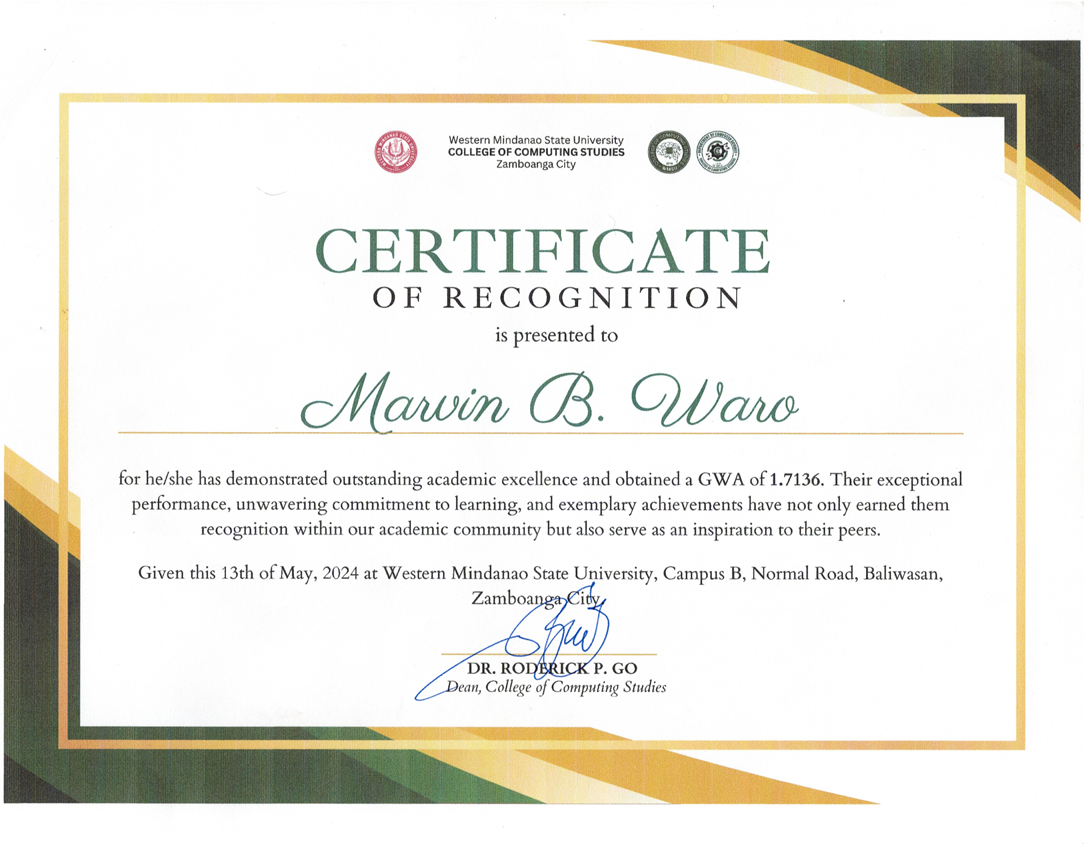 Western Mindanao State University
COLLEGE OF COMPUTING STUDIES
Zamboanga City
CERTIFICATE
OF RECOGNITION
is presented to
Marvin B. Waro
for he/she has demonstrated outstanding academic excellence and obtained a GWA of 1.7136. Their exceptional
performance, unwavering commitment to learning, and exemplary achievements have not only earned them
recognition within our academic community but also serve as an inspiration to their peers.
Given this 13th of May, 2024 at Western Mindanao State University, Campus B, Normal Road, Baliwasan,
Zamboanga City.
DR. RODERICK P. GO
Dean, College of Computing Studies